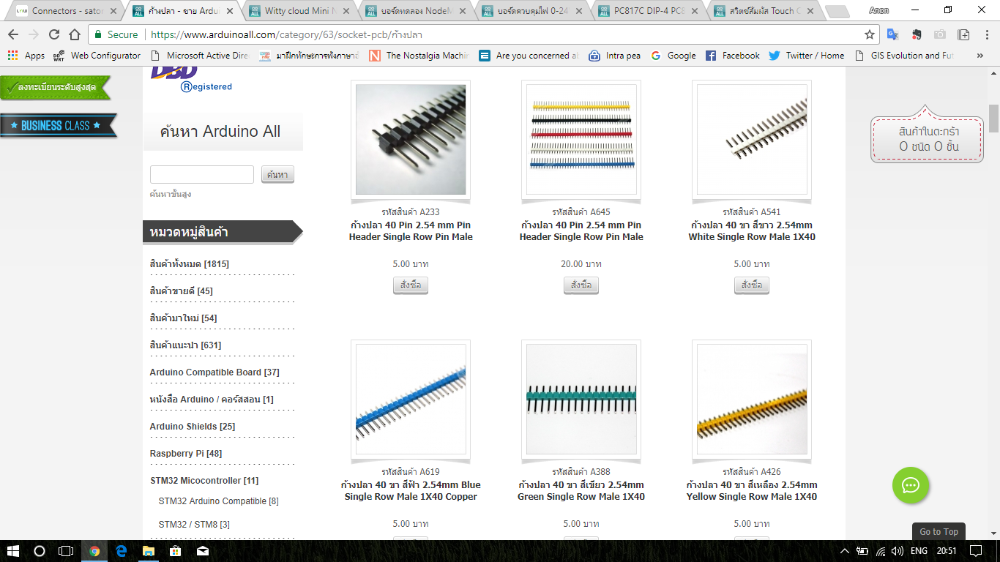 Connectors - sator
ก้างปลา - ขาย Ardui
Witty cloud Mini N
บอร์ดทดลอง NodeM
บอร์ดควบคุมไฟ 0-24
PC817C DIP-4 PC8
สวิตซ์สัมผัส Touch C
Anon
Secure
https://www.arduinoall.com/category/63/socket-pcb/ก้างปลา
Apps
Web Configurator
Microsoft Active Dire
มาฝึกทักษะการฟังภาษาอั
The Nostalgia Machin
Are you concerned ab
Intra pea
Google
Facebook
Twitter / Home
GIS Evolution and Fut
»
DBD
Registered
ลงทะเบียนระดับสูงสุด
BUSINESS CLASS
ค้นหา Arduino All
ค้นหา
ค้นหาขั้นสูง
หมวดหมู่สินค้า
สินค้าทั้งหมด [1815]
สินค้าขายดี [45]
สินค้ามาใหม่ [54]
สินค้าแนะนำ [631]
Arduino Compatible Board [37]
หนังสือ Arduino / คอร์สสอน [1]
Arduino Shields [25]
Raspberry Pi [48]
STM32 Micocontroller [11]
STM32 Arduino Compatible [8]
STM32 / STM8 [3]
รหัสสินค้า A233
ก้างปลา 40 Pin 2.54 mm Pin
Header Single Row Pin Male
5.00 บาท
สั่งซื้อ
รหัสสินค้า A645
ก้างปลา 40 Pin 2.54 mm Pin
Header Single Row Pin Male
20.00 บาท
สั่งซื้อ
รหัสสินค้า A541
ก้างปลา 40 ขา สีขาว 2.54mm
White Single Row Male 1X40
5.00 บาท
สั่งซื้อ
รหัสสินค้า A619
ก้างปลา 40 ขา สีฟ้า 2.54mm Blue
Single Row Male 1X40 Copper
5.00 บาท
รหัสสินค้า A388
ก้างปลา 40 ขา สีเขียว 2.54mm
Green Single Row Male 1X40
5.00 บาท
รหัสสินค้า A426
ก้างปลา 40 ขา สีเหลือง 2.54mm
Yellow Single Row Male 1X40
5.00 บาท
สินค้าในตะกร้า
0 ชนิด 0 ชิ้น
Go to Top
ENG
20:51